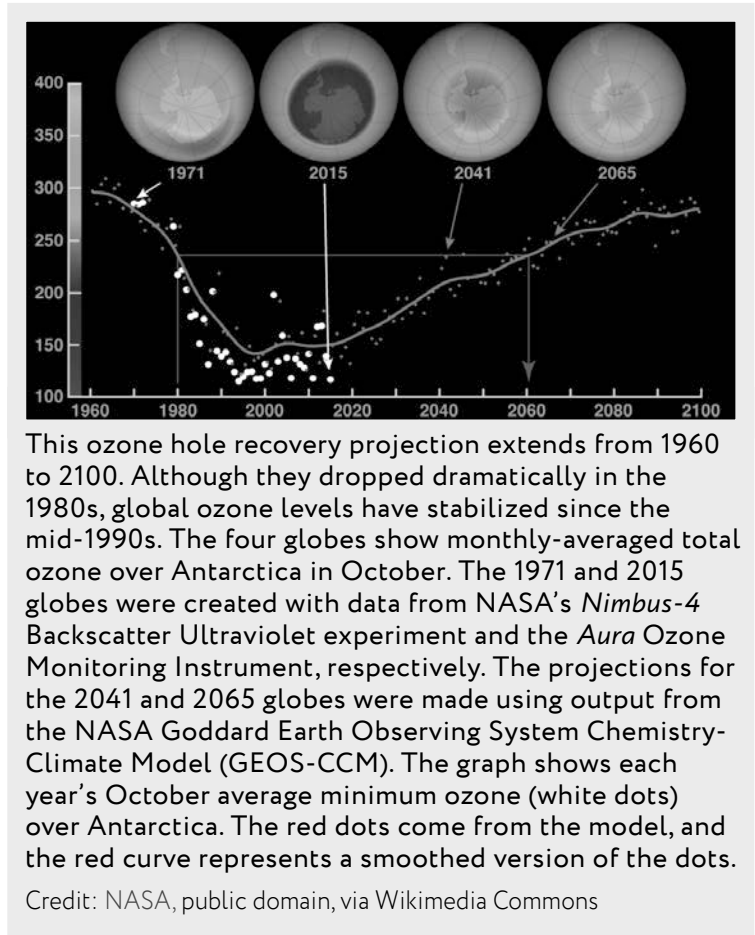 400
350
300
250
200
150
100
1971
2015
2041
2065
1960
1980
2000
2020
2040
2060
2080
2100
This ozone hole recovery projection extends from 1960
to 2100. Although they dropped dramatically in the
1980s, global ozone levels have stabilized since the
mid-1990s. The four globes show monthly-averaged total
ozone over Antarctica in October. The 1971 and 2015
globes were created with data from NASA’s Nimbus-4
Backscatter Ultraviolet experiment and the Aura Ozone
Monitoring Instrument, respectively. The projections for
the 2041 and 2065 globes were made using output from
the NASA Goddard Earth Observing System Chemistry-
Climate Model (GEOS-CCM). The graph shows each
year’s October average minimum ozone (white dots)
over Antarctica. The red dots come from the model, and
the red curve represents a smoothed version of the dots.
Credit: NASA, public domain, via Wikimedia Commons